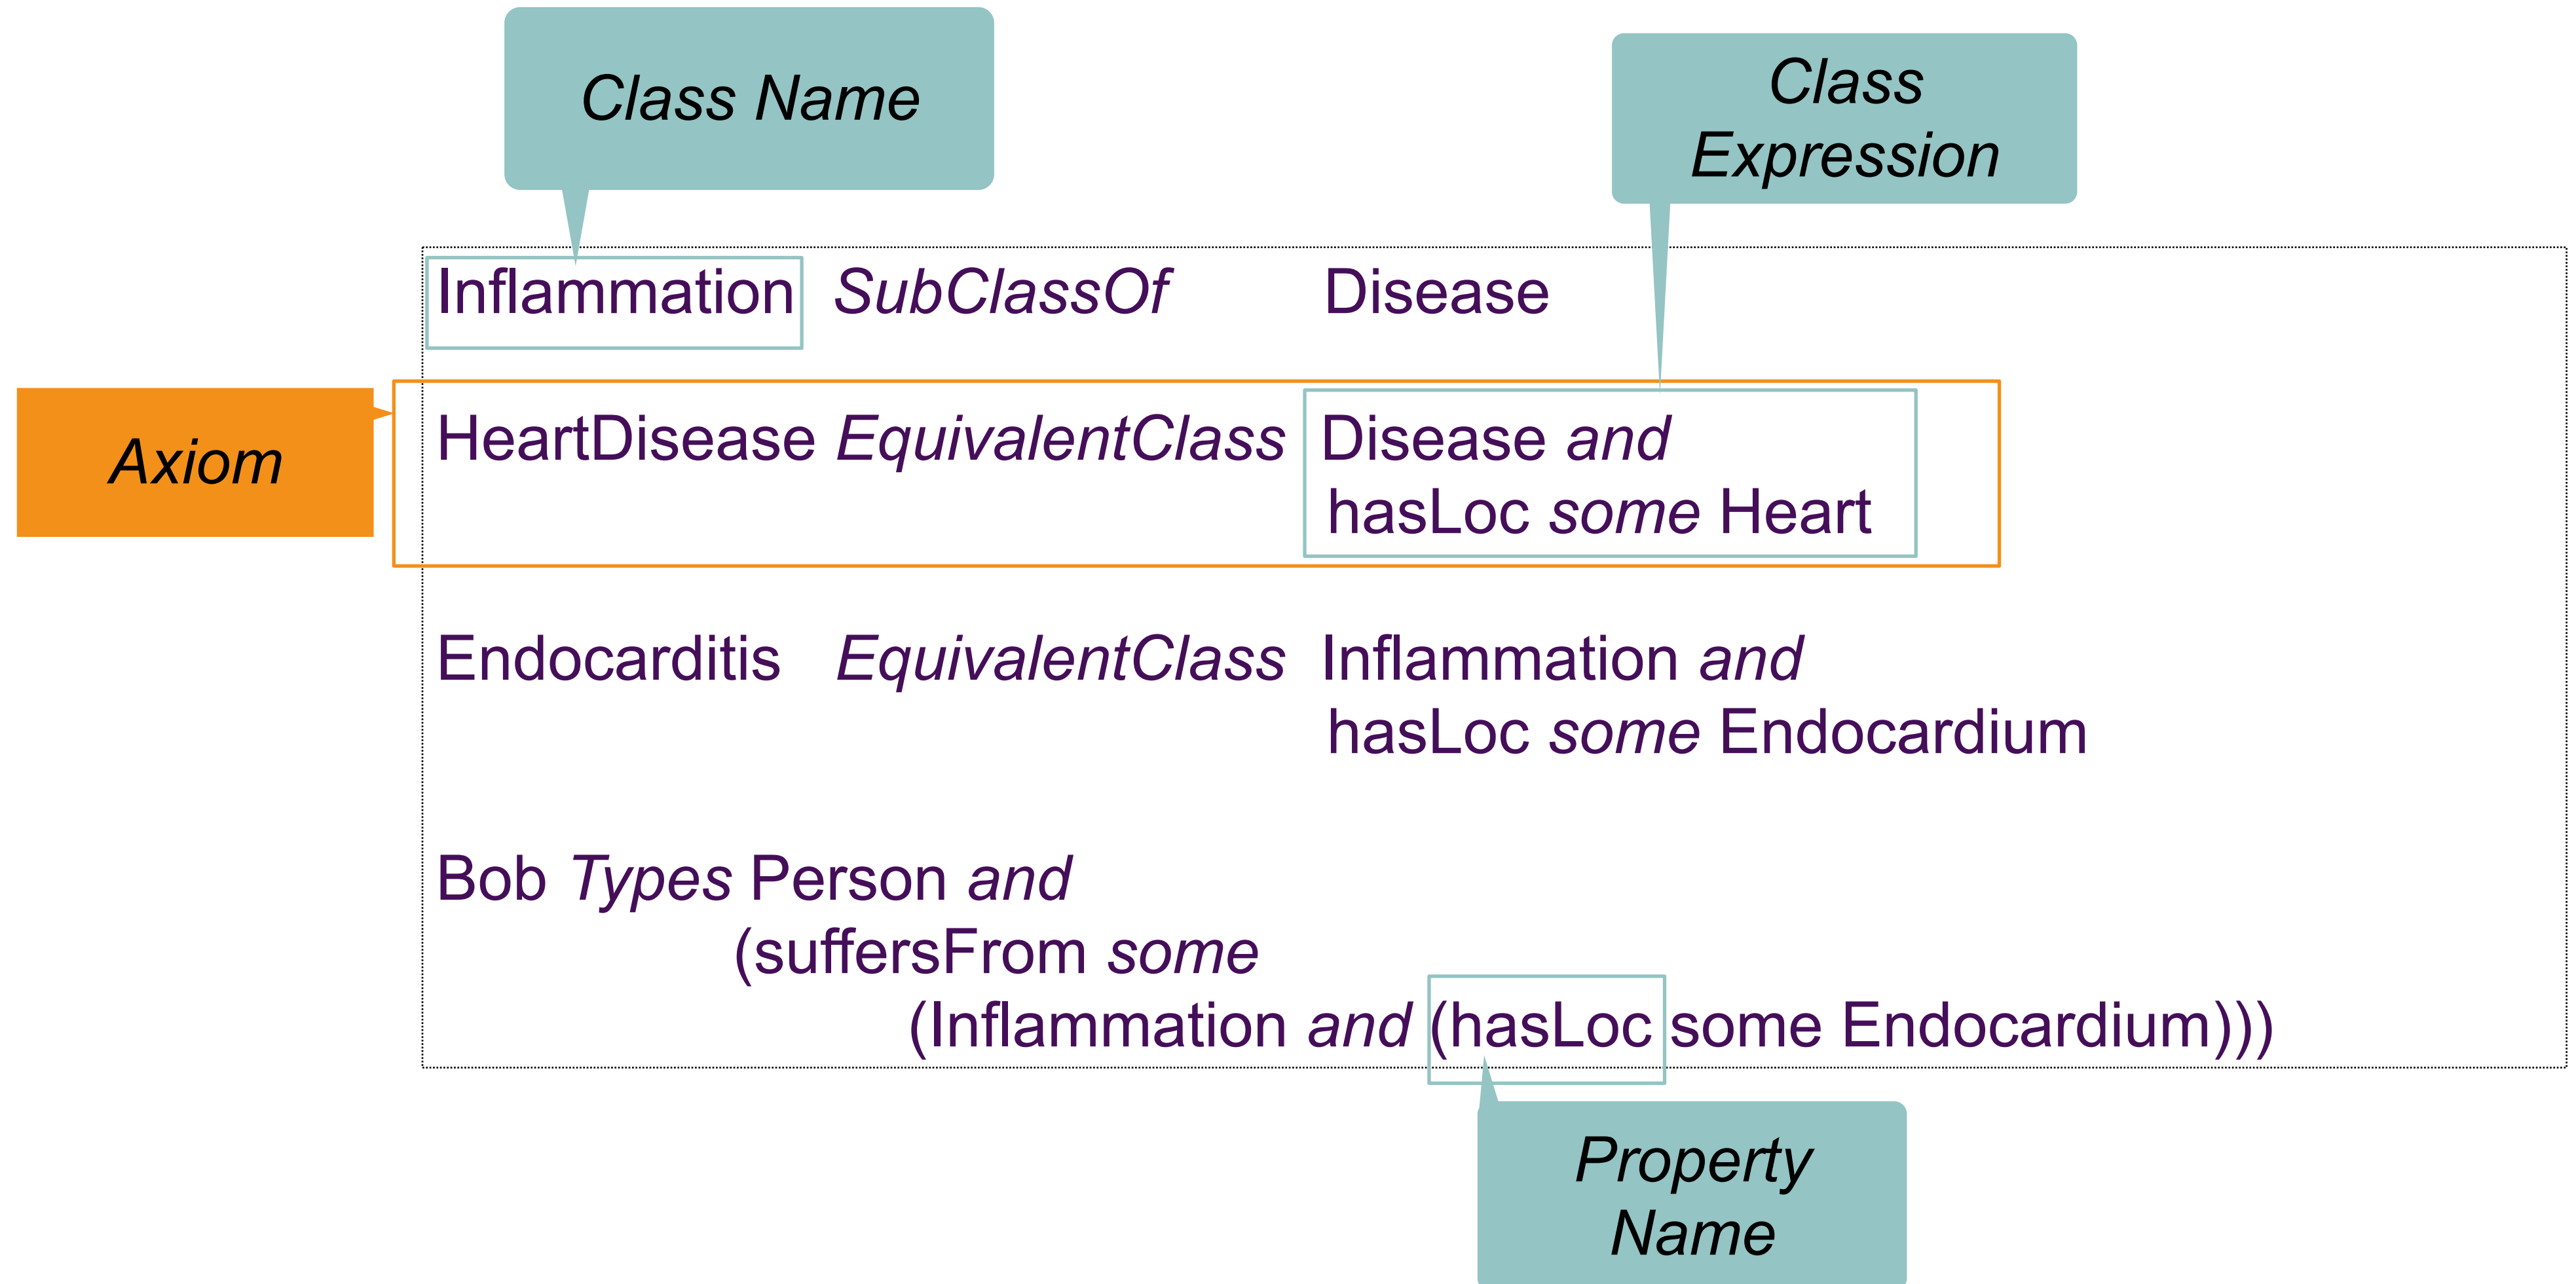 Class Name
Class
Expression
Inflammation SubClassOf Disease
Axiom
HeartDisease EquivalentClass Disease and
hasLoc some Heart
Endocarditis EquivalentClass Inflammation and
hasLoc some Endocardium
Bob Types Person and
(suffersFrom some
(Inflammation and (hasLoc some Endocardium)))
Property
Name